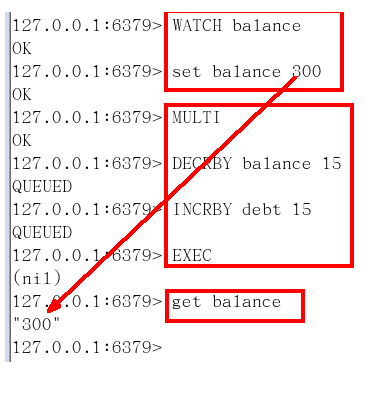 127.0.0.1:6379> WATCH balance
OK
127.0.0.1:6379> set balance 300
OK
127.0.0.1:6379> MULTI
OK
127.0.0.1:6379> DECRBY balance 15
QUEUED
127.0.0.1:6379> INCRBY debt 15
QUEUED
127.0.0.1:6379> EXEC
(nil)
127.0.0.1:6379> get balance
"300"
127.0.0.1:6379>